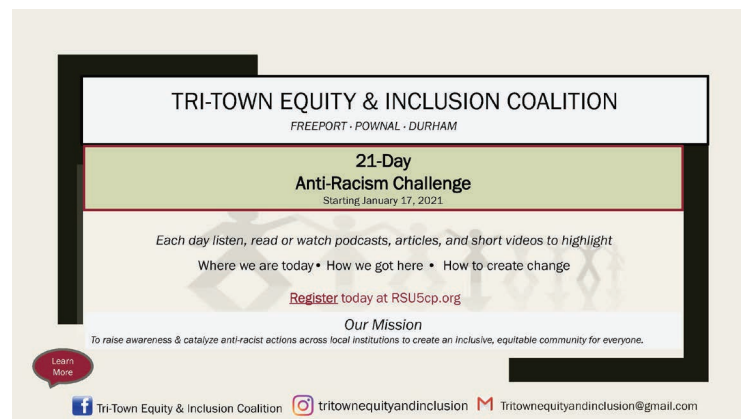 TRI-TOWN EQUITY & INCLUSION COALITION
FREEPORT · POWNAL · DURHAM
21-Day
Anti-Racism Challenge
Starting January 17, 2021
Each day listen, read or watch podcasts, articles, and short videos to highlight
Where we are today • How we got here • How to create change
Register today at RSU5cp.org
Our Mission
To raise awareness & catalyze anti-racist actions across local institutions to create an inclusive, equitable community for everyone.
Learn
More
Tri-Town Equity & Inclusion Coalition tritownequityandinclusion Tritownequityandinclusion@gmail.com